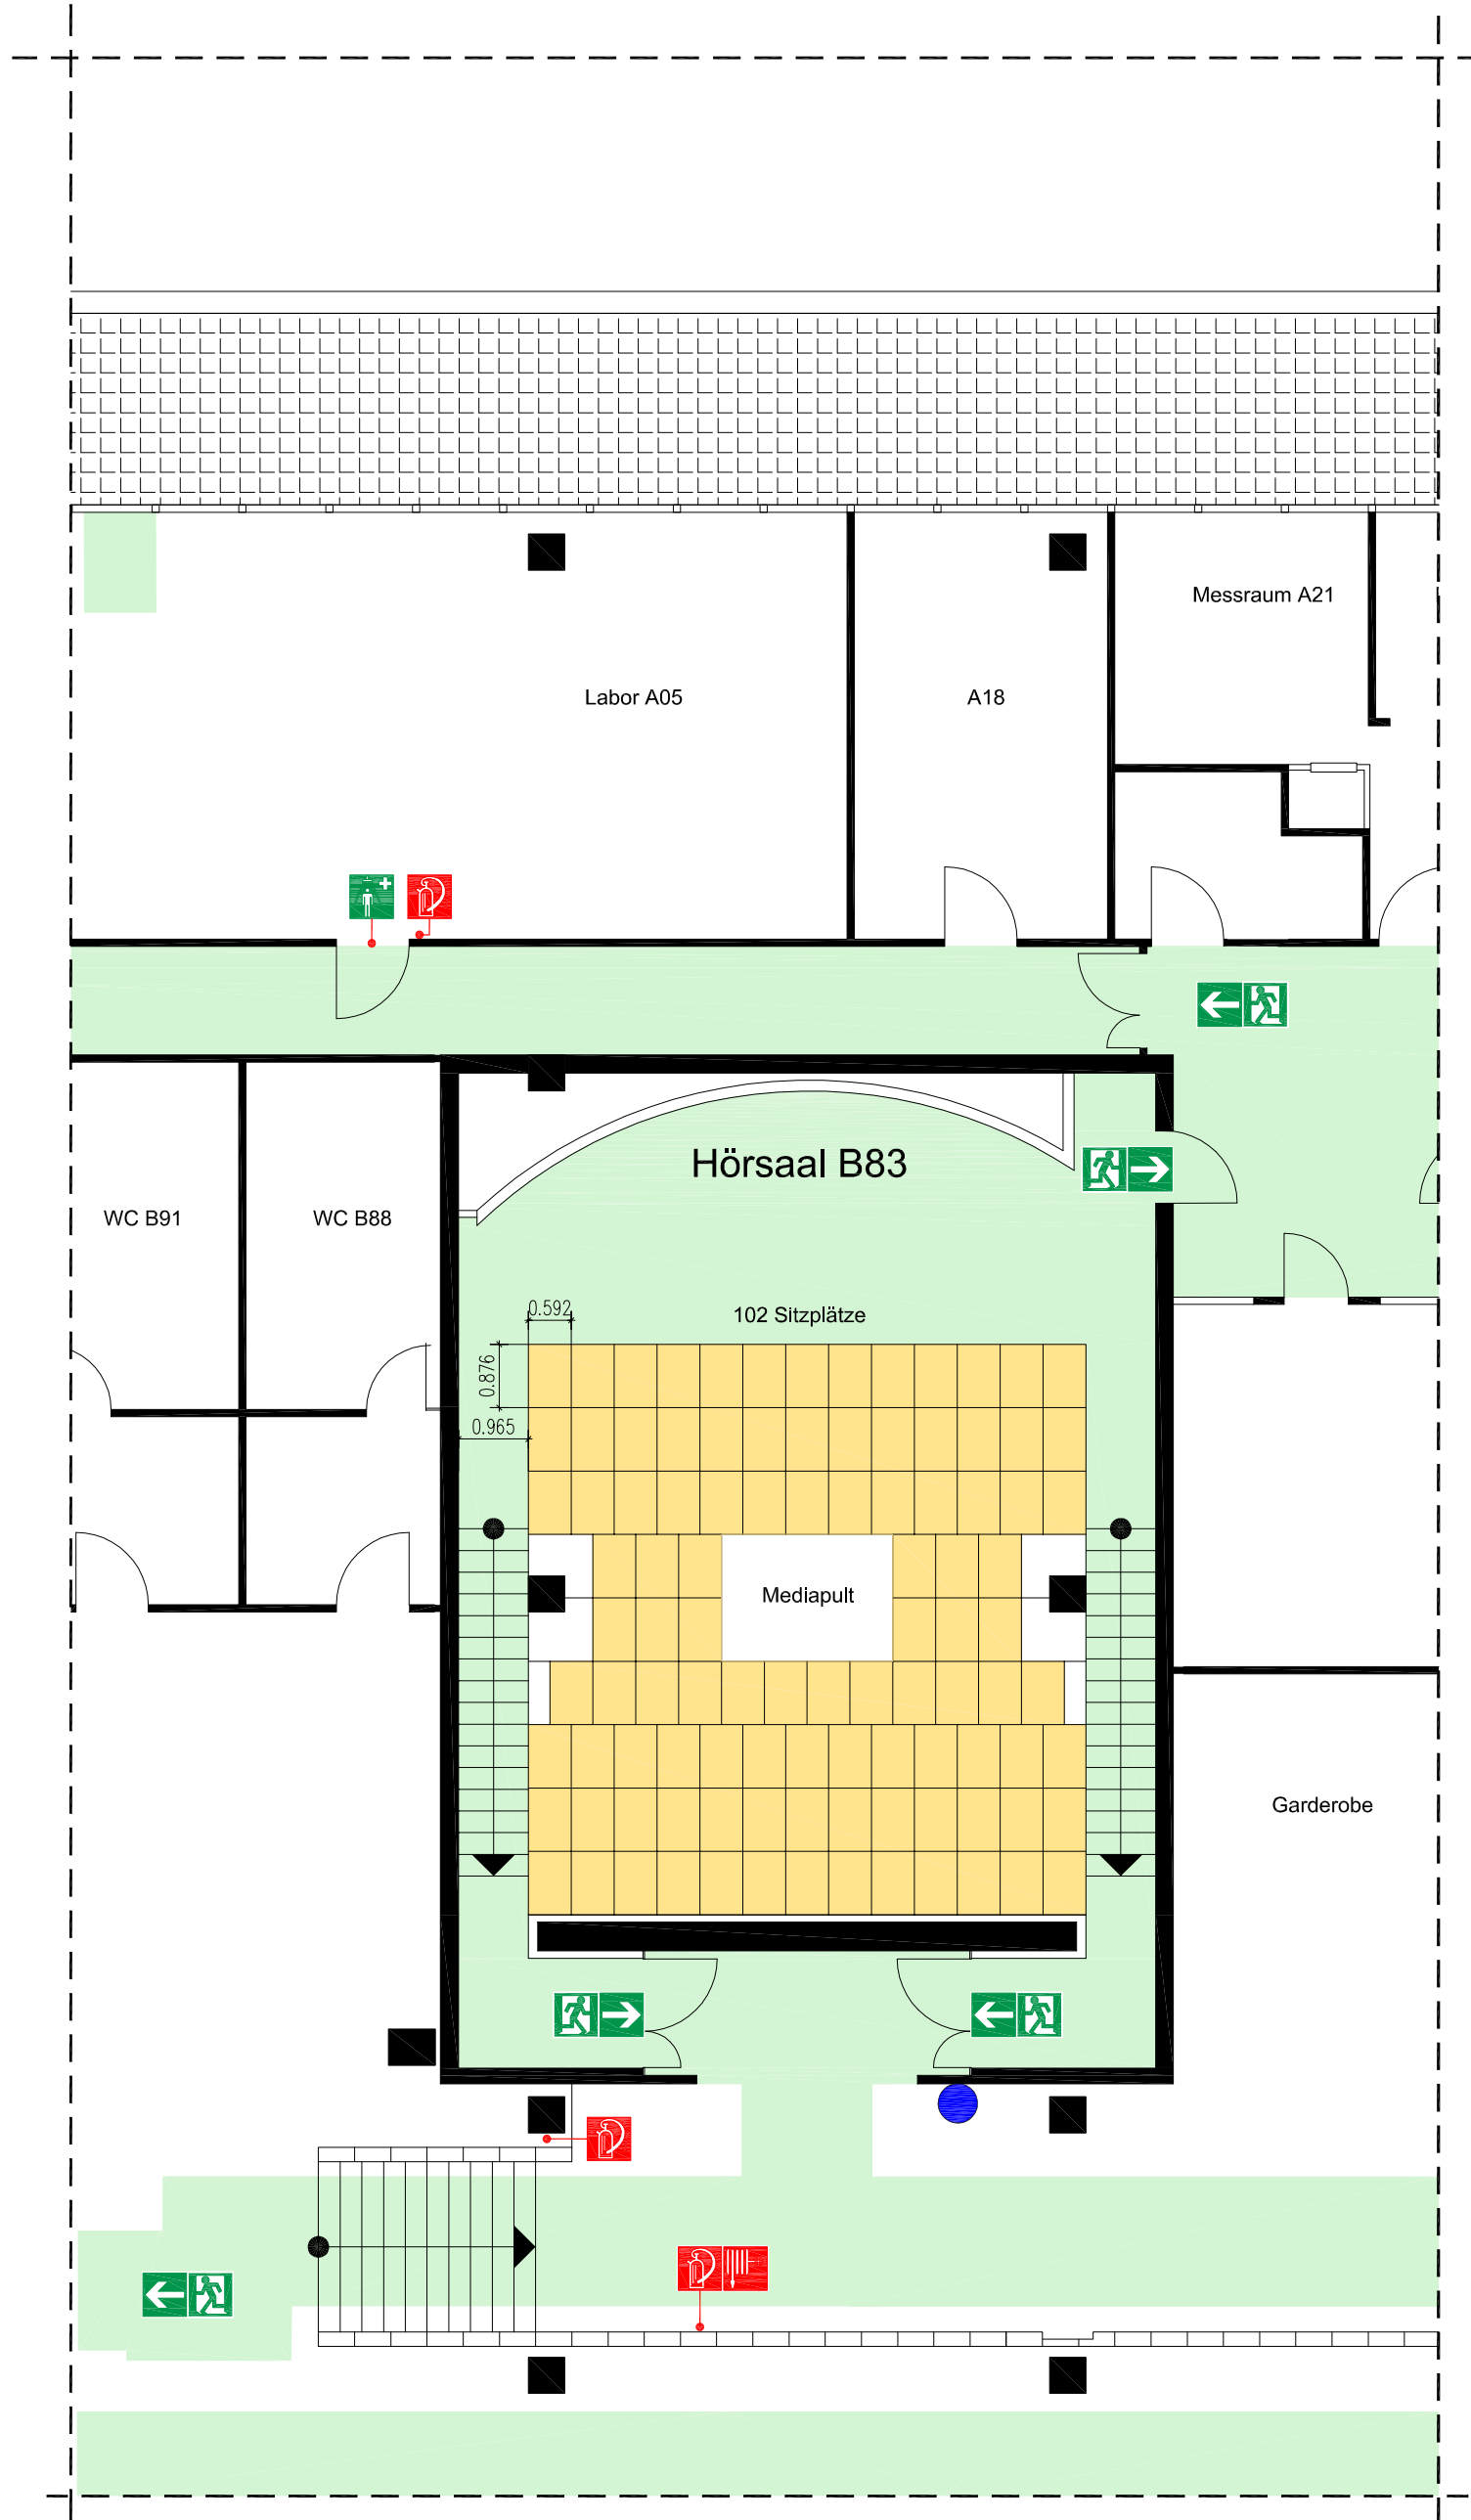 Messraum A21
Labor A05
A18
Hörsaal B83
WC B91
WC B88
0.592
102 Sitzplätze
0.876
0.965
Mediapult
Garderobe